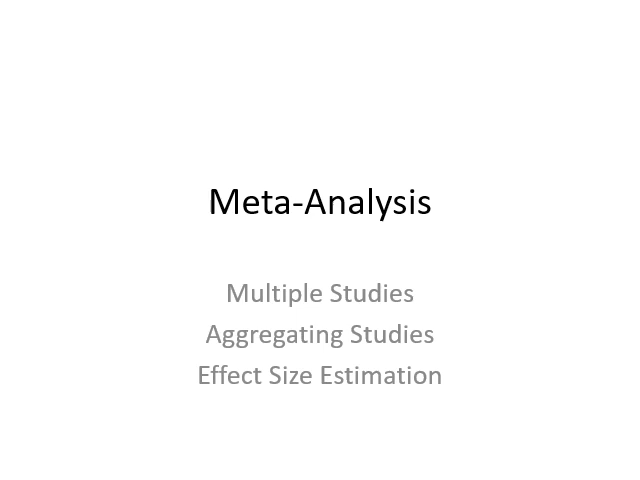 Meta-Analysis
Multiple Studies
Aggregating Studies
Effect Size Estimation